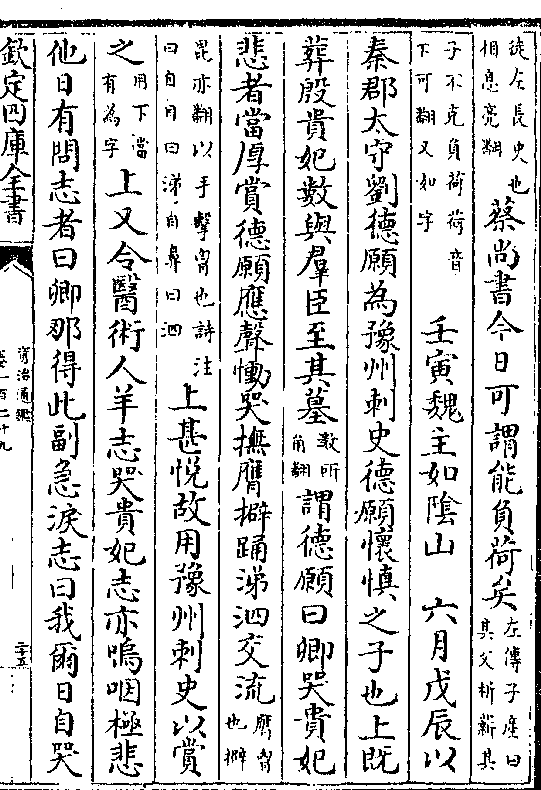 徒左長史也相息亮翻蔡尚書今日可謂能負荷矣左傳子產曰其父析薪其
子不克負荷荷音下可翻又如字 壬寅魏主如陰山 六月戊辰以
秦郡太守劉德願為豫州刺史德願懷慎之子也上既
葬殷貴妃數與羣臣至其墓數所角翻謂德願曰卿哭貴妃
悲者當厚賞德願應聲慟哭撫膺擗踊涕泗交流膺胷也擗
毘亦翻以手擊胷也詩注曰自目曰涕自鼻曰泗上甚悅故用豫州刺史以賞
之用下當有為字上又令醫術人羊志哭貴妃志亦嗚咽極悲
他日有問志者曰卿那得此副急淚志曰我爾日自哭
欽定四庫全書
資治通鑑
卷一百二十九
二十五